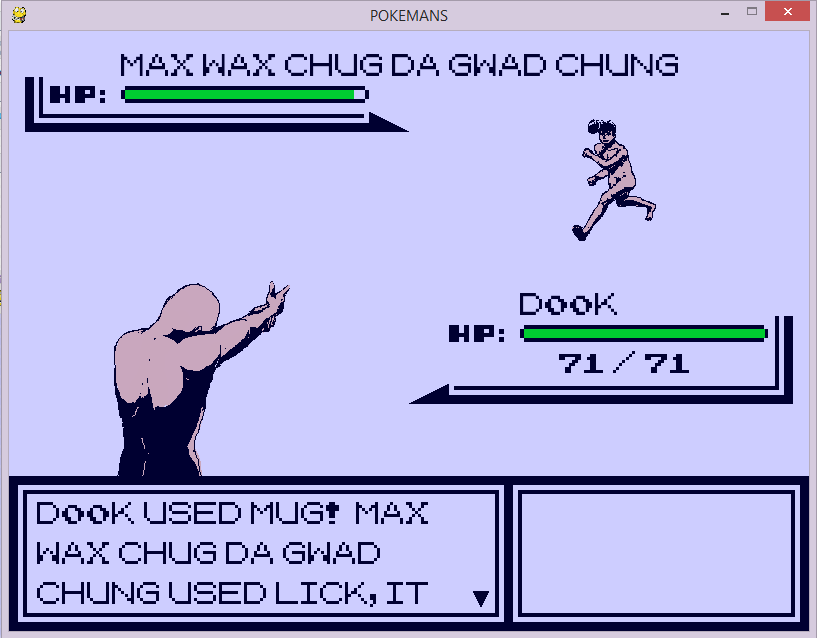 POKEMANS
MAX WAX CHUG DA GWAD CHUNG
HP:
DOOK
HP:
71/71
DOOK USED MUG! MAX
WAX CHUG DA GWAD
CHUNG USED LICK, IT